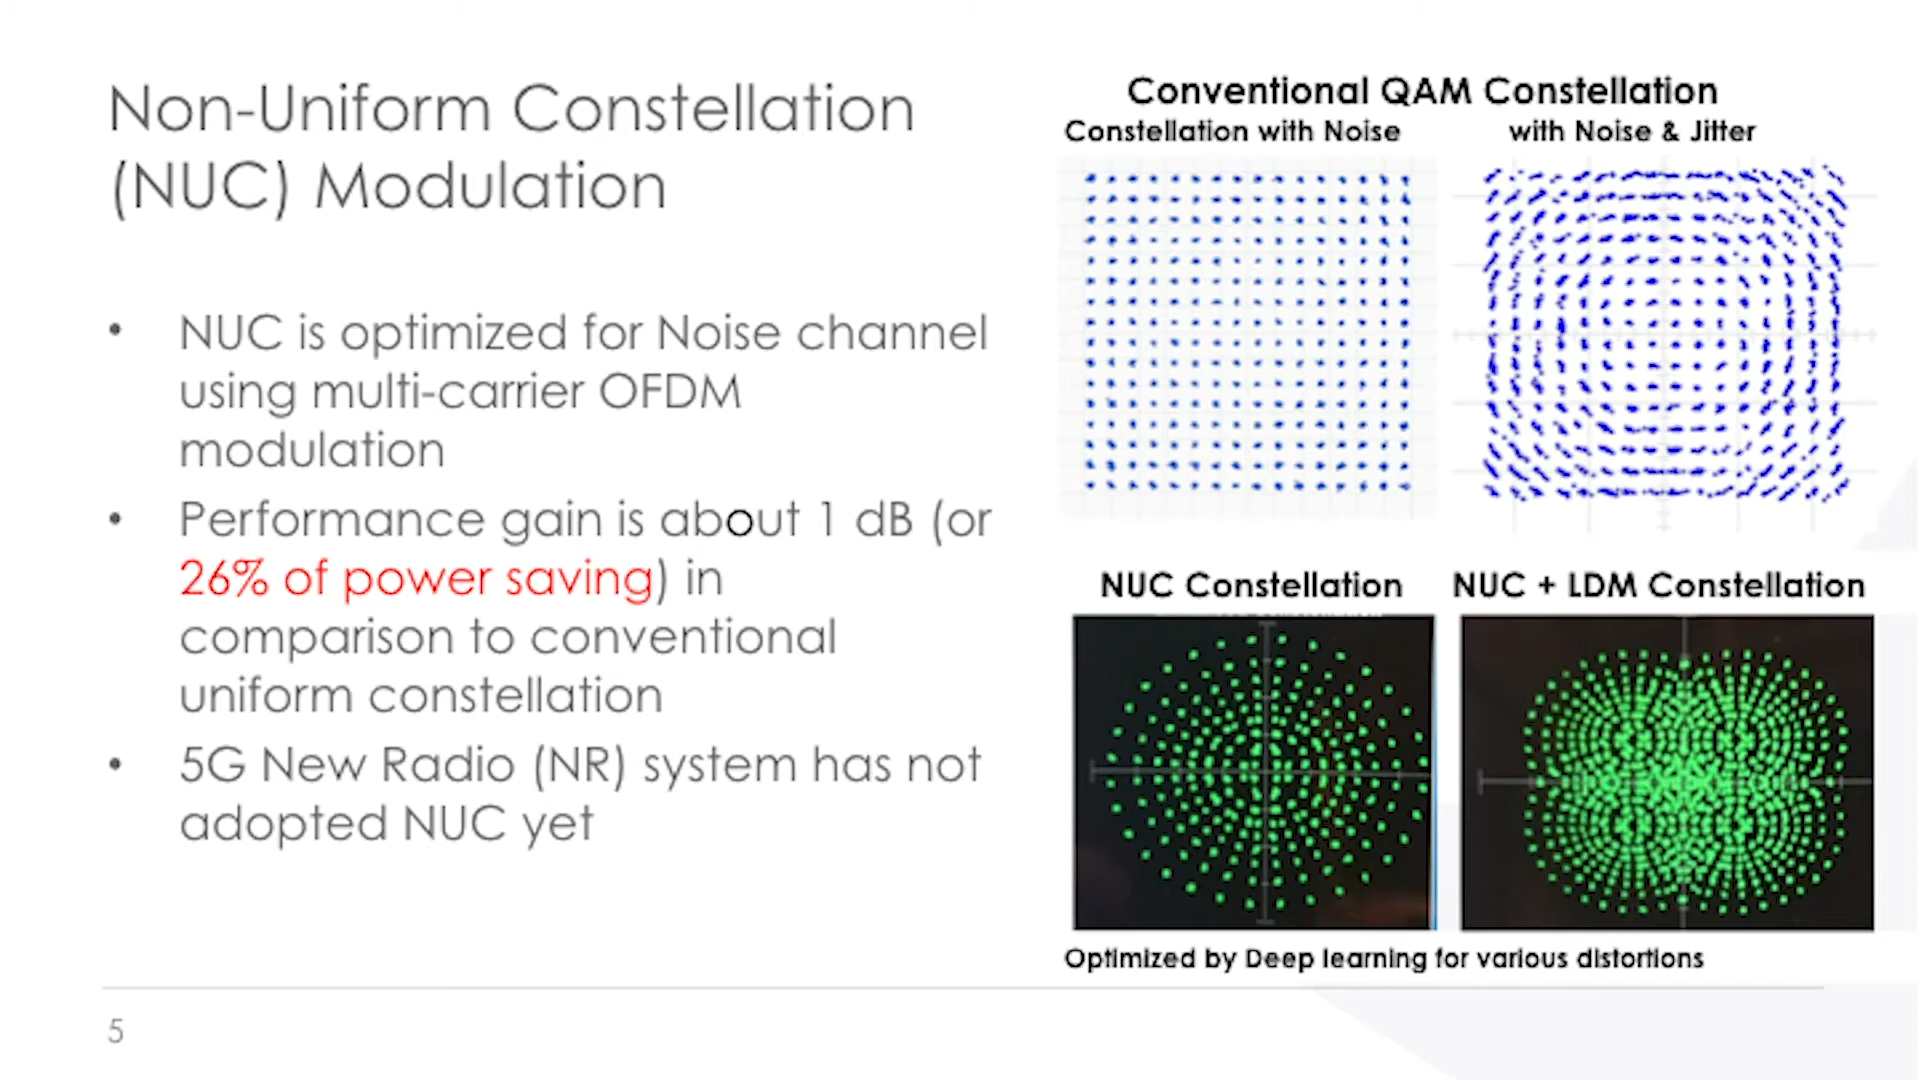 Non-Uniform Constellation
(NUC) Modulation
• NUC is optimized for Noise channel
using multi-carrier OFDM
modulation
• Performance gain is about 1 dB (or
26% of power saving) in
comparison to conventional
uniform constellation
• 5G New Radio (NR) system has not
adopted NUC yet
Conventional QAM Constellation
Constellation with Noise
with Noise & Jitter
NUC Constellation
NUC + LDM Constellation
Optimized by Deep learning for various distortions
5